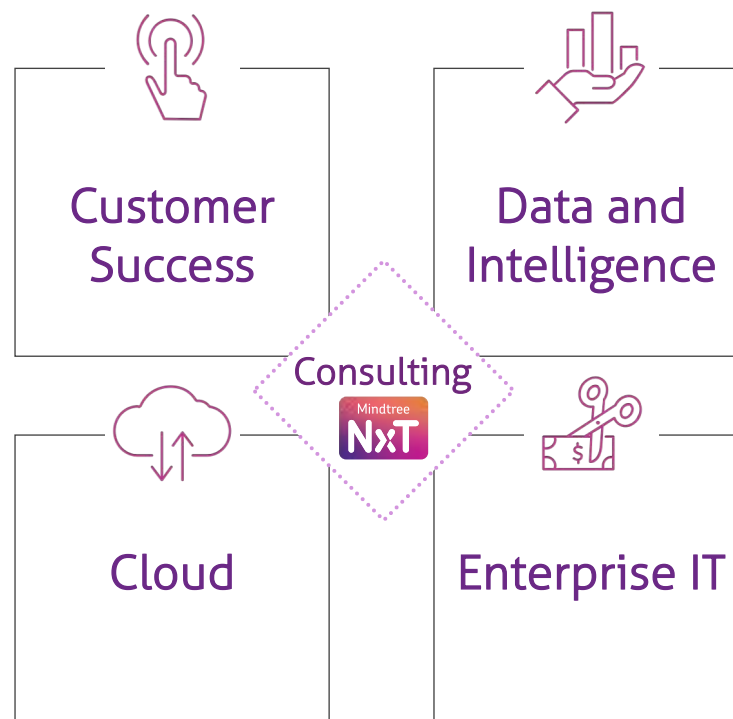 Customer
Success
Data and
Intelligence
Consulting
Mindtree
NxT
$
Cloud
Enterprise IT